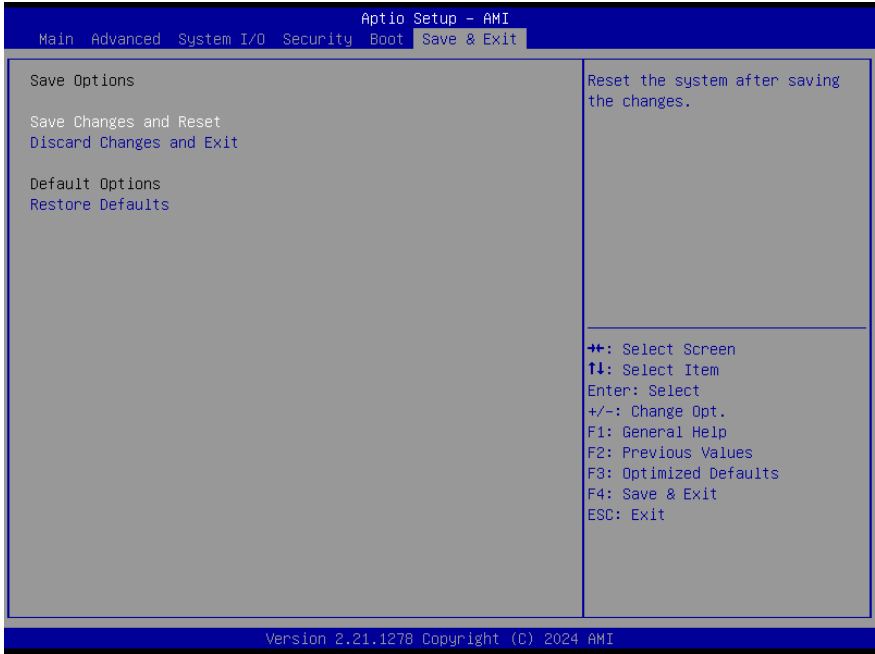 Aptio Setup – AMI
Main Advanced System I/O Security Boot Save & Exit
Save Options
Save Changes and Reset
Discard Changes and Exit
Default Options
Restore Defaults
Reset the system after saving
the changes.
→←: Select Screen
↑↓: Select Item
Enter: Select
+/-: Change Opt.
F1: General Help
F2: Previous Values
F3: Optimized Defaults
F4: Save & Exit
ESC: Exit
Version 2.21.1278 Copyright (C) 2024 AMI